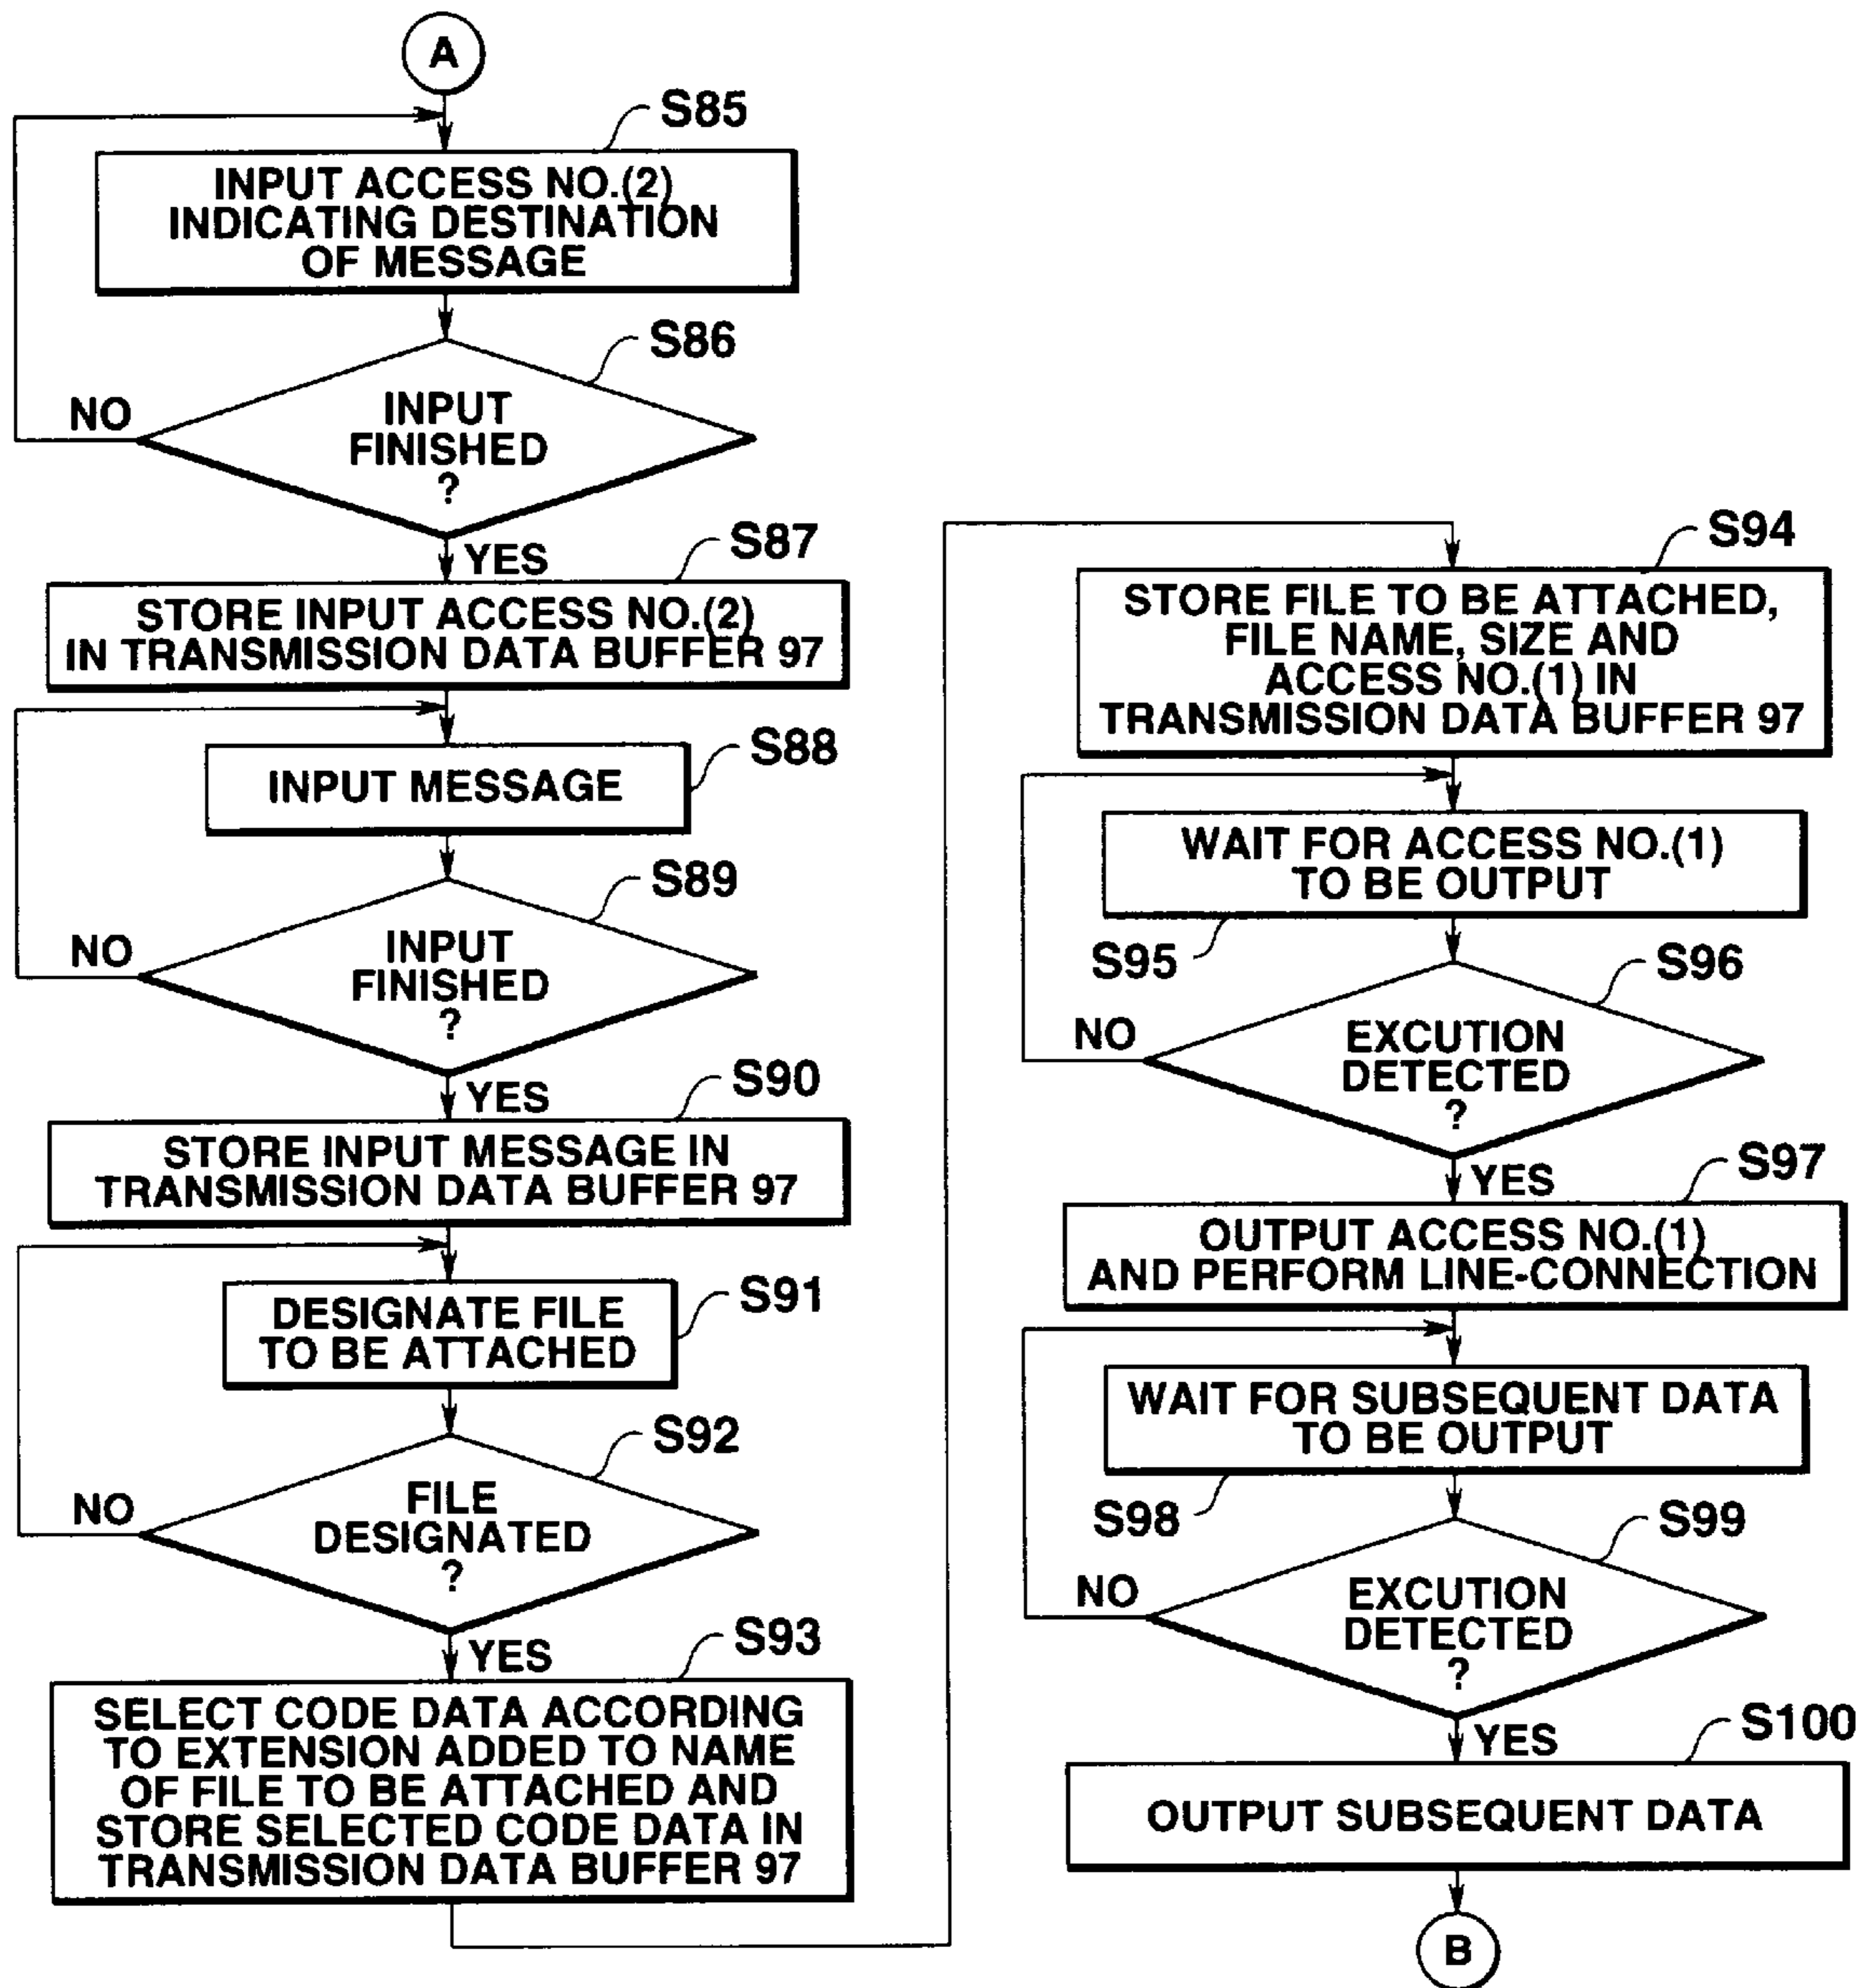 A
S85
INPUT ACCESS NO.(2)
INDICATING DESTINATION
OF MESSAGE
S86
INPUT
FINISHED
?
NO
YES
S87
STORE INPUT ACCESS NO.(2)
IN TRANSMISSION DATA BUFFER 97
S88
INPUT MESSAGE
S89
INPUT
FINISHED
?
NO
YES
S90
STORE INPUT MESSAGE IN
TRANSMISSION DATA BUFFER 97
S91
DESIGNATE FILE
TO BE ATTACHED
S92
FILE
DESIGNATED
?
NO
YES
S93
SELECT CODE DATA ACCORDING
TO EXTENSION ADDED TO NAME
OF FILE TO BE ATTACHED AND
STORE SELECTED CODE DATA IN
TRANSMISSION DATA BUFFER 97
S94
STORE FILE TO BE ATTACHED,
FILE NAME, SIZE AND
ACCESS NO.(1) IN
TRANSMISSION DATA BUFFER 97
WAIT FOR ACCESS NO.(1)
TO BE OUTPUT
S95
S96
EXCUTION
DETECTED
?
NO
YES
S97
OUTPUT ACCESS NO.(1)
AND PERFORM LINE-CONNECTION
WAIT FOR SUBSEQUENT DATA
TO BE OUTPUT
S98
S99
EXCUTION
DETECTED
?
NO
YES
S100
OUTPUT SUBSEQUENT DATA
B